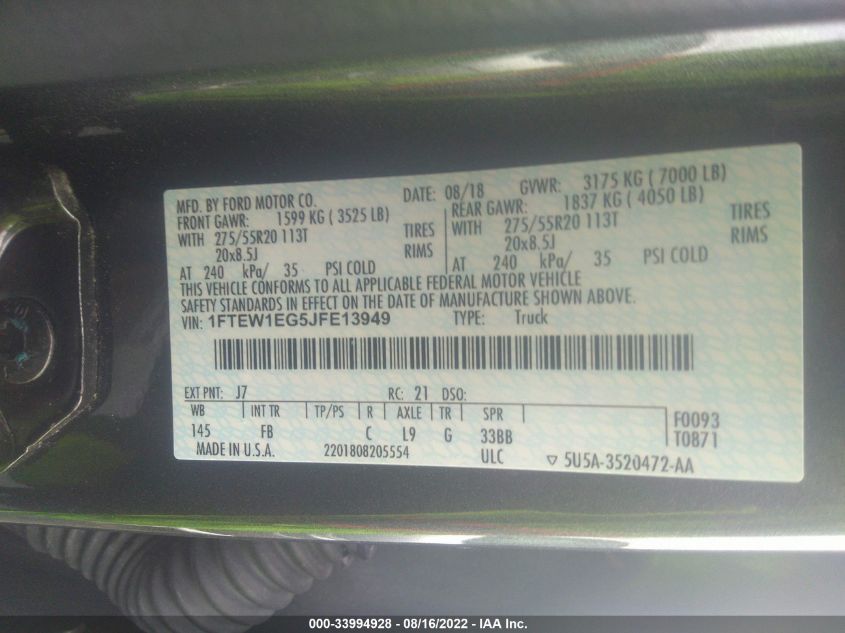 MFD. BY FORD MOTOR CO. DATE: 08/18 GVWR: 3175 KG ( 7000 LB)
FRONT GAWR: 1599 KG ( 3525 LB) REAR GAWR: 1837 KG ( 4050 LB)
WITH 275/55R20 113T TIRES WITH 275/55R20 113T TIRES
20x8.5J RIMS 20x8.5J RIMS
AT 240 kPa/ 35 PSI COLD AT 240 kPa/ 35 PSI COLD
THIS VEHICLE CONFORMS TO ALL APPLICABLE FEDERAL MOTOR VEHICLE
SAFETY STANDARDS IN EFFECT ON THE DATE OF MANUFACTURE SHOWN ABOVE.
VIN: 1FTEW1EG5JFE13949 TYPE: Truck
EXT PNT: J7 RC: 21 DSO:
WB INT TR TP/PS R AXLE TR SPR F0093
145 FB C L9 G 33BB T0871
MADE IN U.S.A. 2201808205554 ULC ▽ 5U5A-3520472-AA
000-33994928 - 08/16/2022 - IAA Inc.